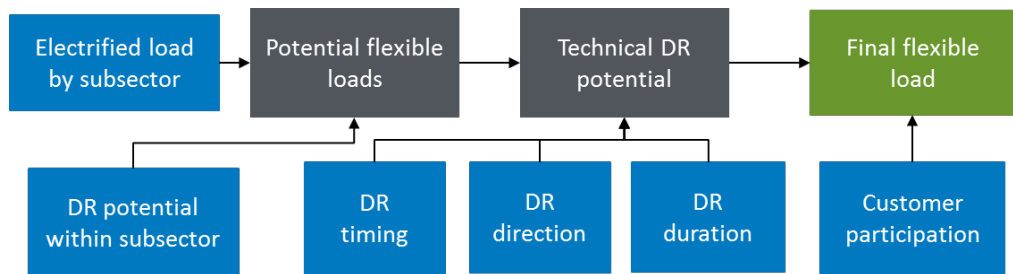 Electrified load
by subsector
Potential flexible
loads
Technical DR
potential
Final flexible
load
DR potential
within subsector
DR
timing
DR
direction
DR
duration
Customer
participation